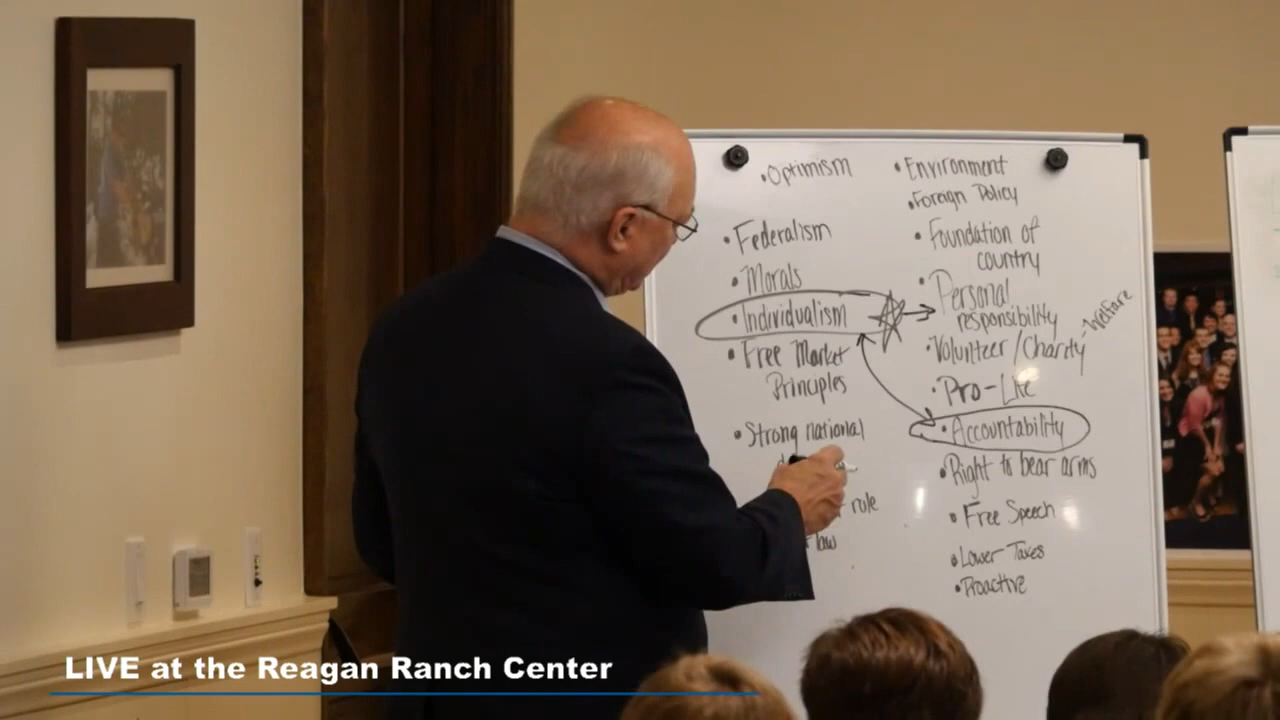 • Optimism
• Federalism
• Morals
• Individualism
• Free Market
Principles
• Strong national
rule
law
• Environment
• Foreign Policy
• Foundation of
country
• Personal
responsibility
• Volunteer / Charity - Welfare
• Pro-Life
• Accountability
• Right to bear arms
• Free Speech
• Lower Taxes
• Proactive
LIVE at the Reagan Ranch Center